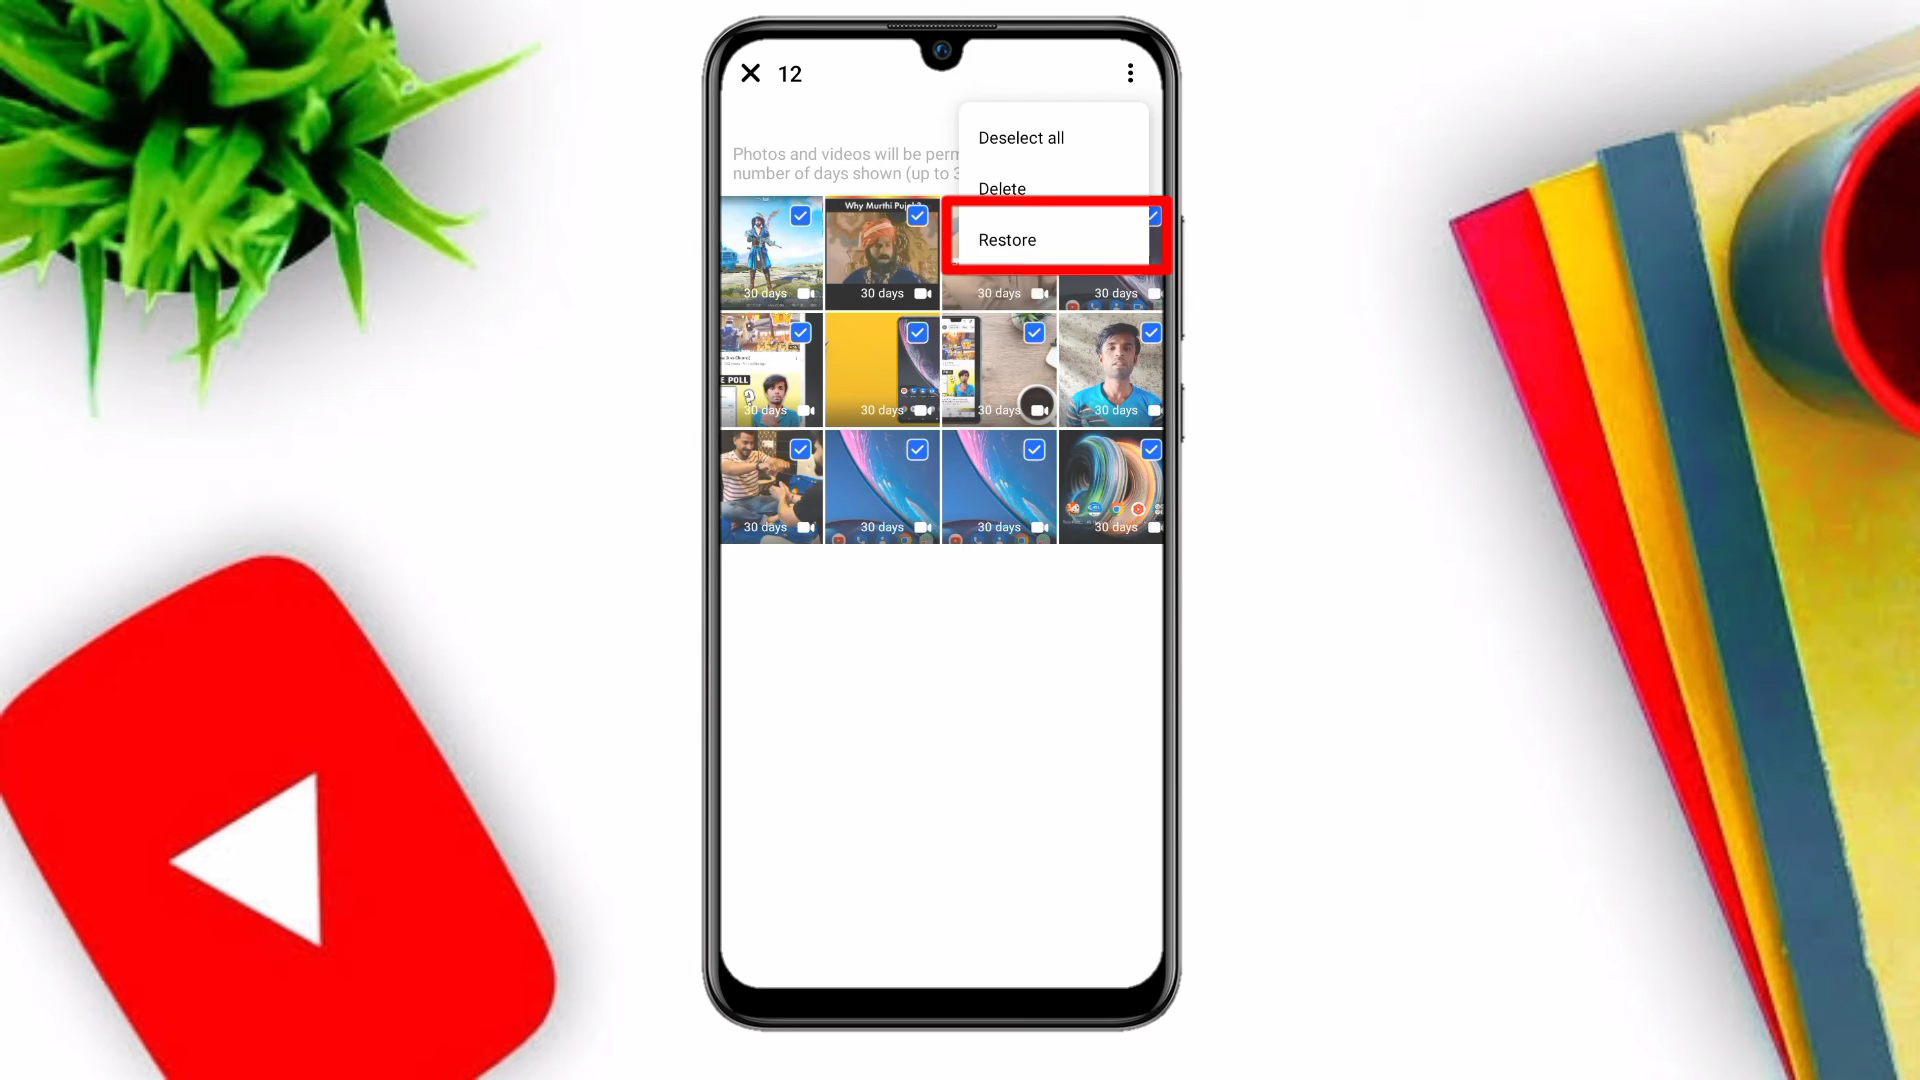 12
Deselect all
Photos and videos will be perm
number of days shown (up to 3
Delete
Why Murthi Puja
Restore
30 days
30 days
30 days
30 days
POLL
30 days
30 days
30 days
30 days
30 days
30 days
30 days
30 days